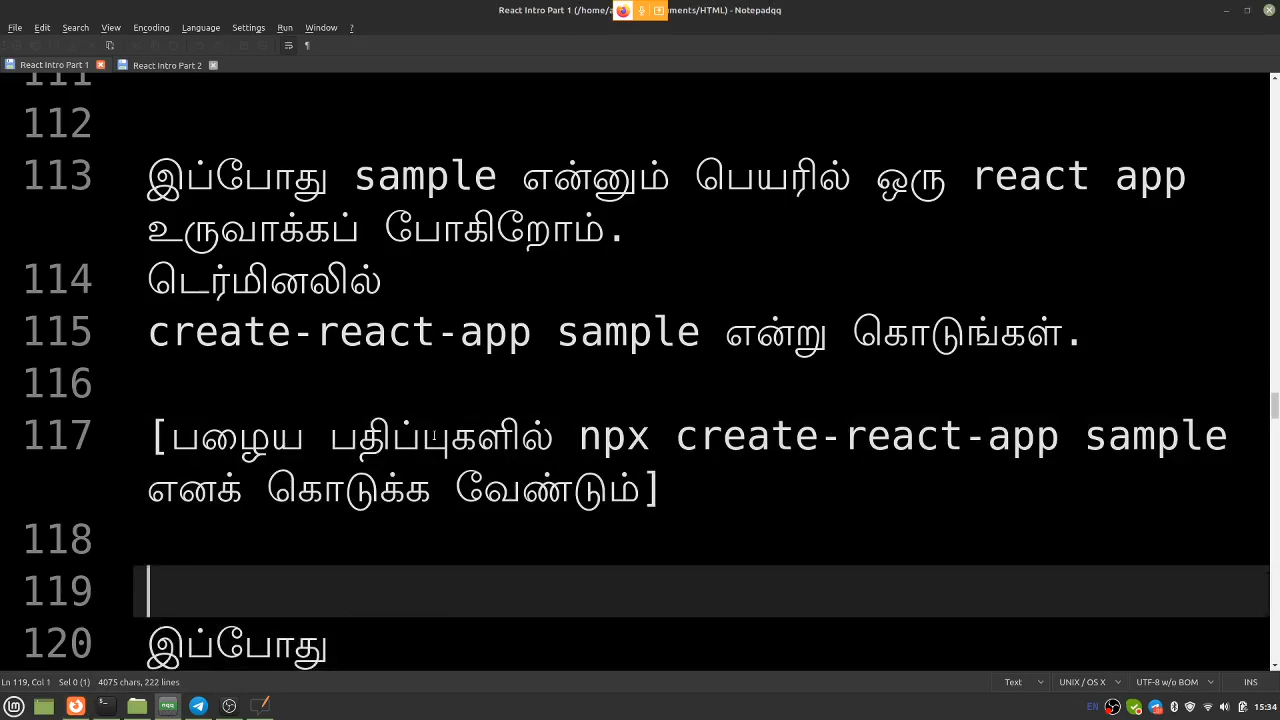 React Intro Part 1 (/home/a ments/HTML) - Notepadqq
File Edit Search View Encoding Language Settings Run Window ?
React Intro Part 1 React Intro Part 2
111
112
113 இப்போது sample என்னும் பெயரில் ஒரு react app
உருவாக்கப் போகிறோம்.
114 டெர்மினலில்
115 create-react-app sample என்று கொடுங்கள்.
116
117 [பழைய பதிப்புகளில் npx create-react-app sample
எனக் கொடுக்க வேண்டும்]
118
119
120 இப்போது
Ln 119, Col 1 Sel 0 (1) 4075 chars, 222 lines Text UNIX / OS X UTF-8 w/o BOM INS
nqq EN 15:34